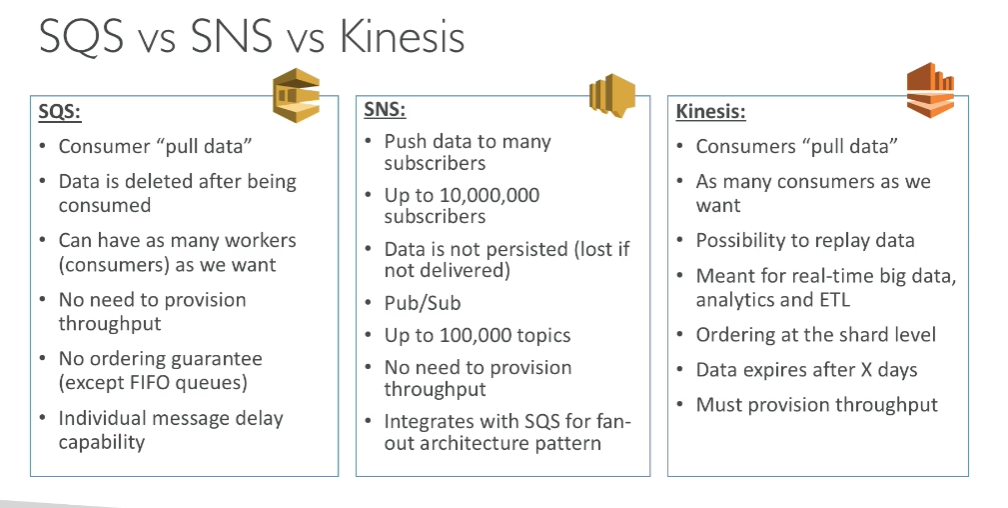 SQS vs SNS vs Kinesis
SQS:
• Consumer “pull data”
• Data is deleted after being
consumed
• Can have as many workers
(consumers) as we want
• No need to provision
throughput
• No ordering guarantee
(except FIFO queues)
• Individual message delay
capability
SNS:
• Push data to many
subscribers
• Up to 10,000,000
subscribers
• Data is not persisted (lost if
not delivered)
• Pub/Sub
• Up to 100,000 topics
• No need to provision
throughput
• Integrates with SQS for fan-
out architecture pattern
Kinesis:
• Consumers “pull data”
• As many consumers as we
want
• Possibility to replay data
• Meant for real-time big data,
analytics and ETL
• Ordering at the shard level
• Data expires after X days
• Must provision throughput